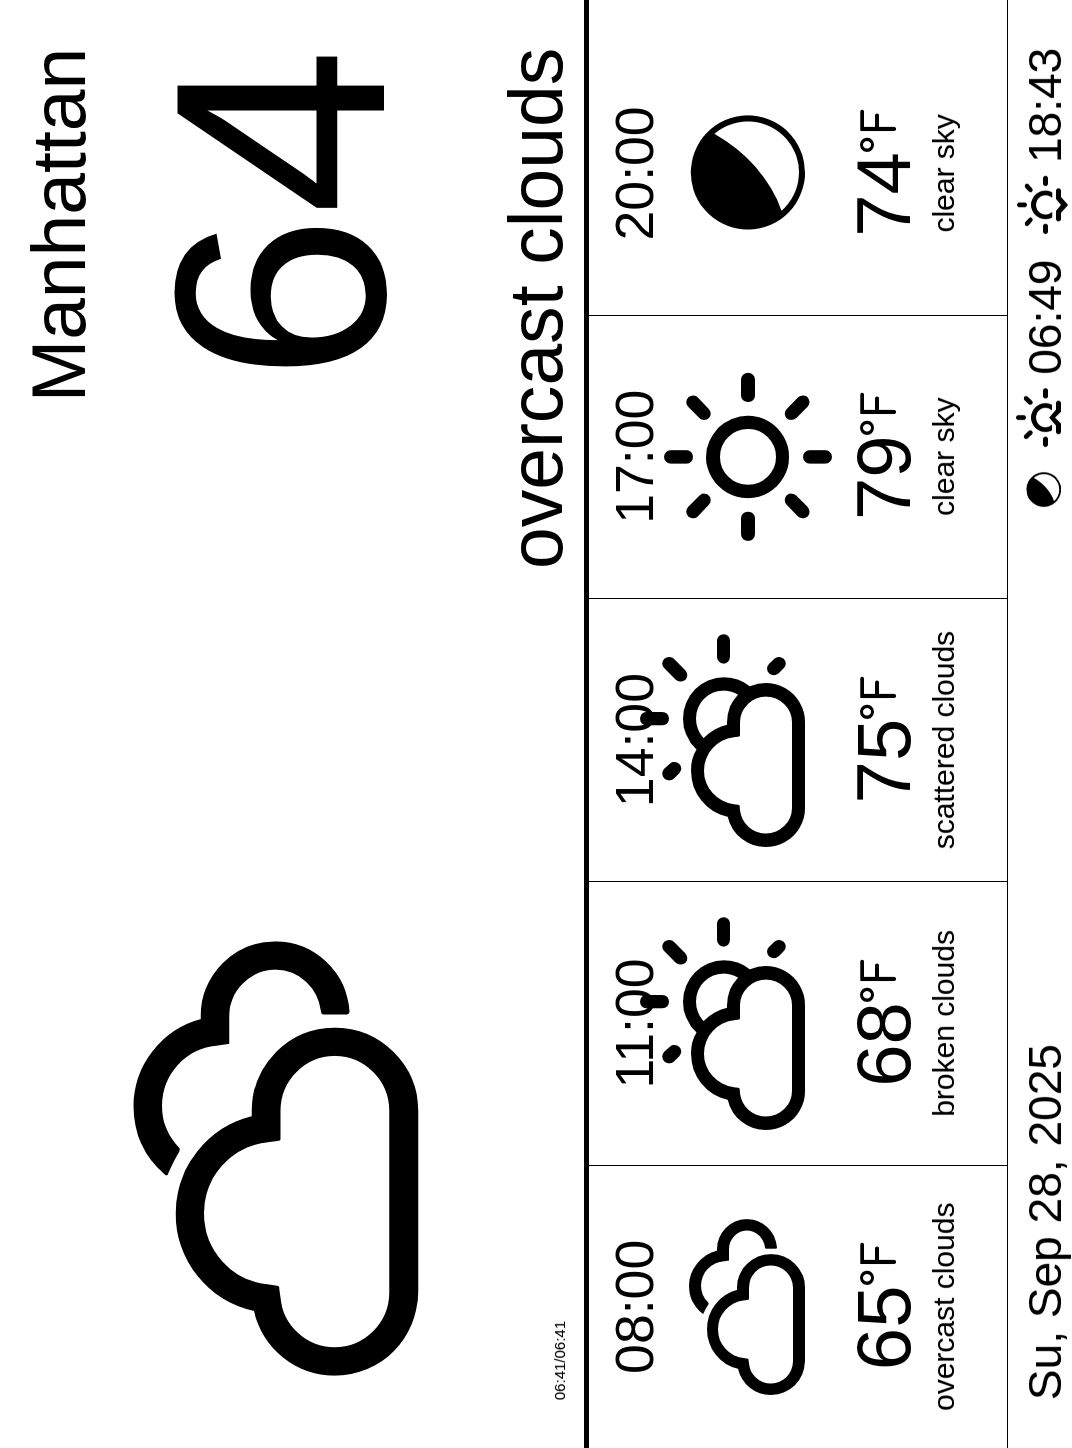 Manhattan
64
overcast clouds
06:41/06:41
08:00
65°F
overcast clouds
11:00
68°F
broken clouds
14:00
75°F
scattered clouds
17:00
79°F
clear sky
20:00
74°F
clear sky
Su, Sep 28, 2025
06:49 18:43